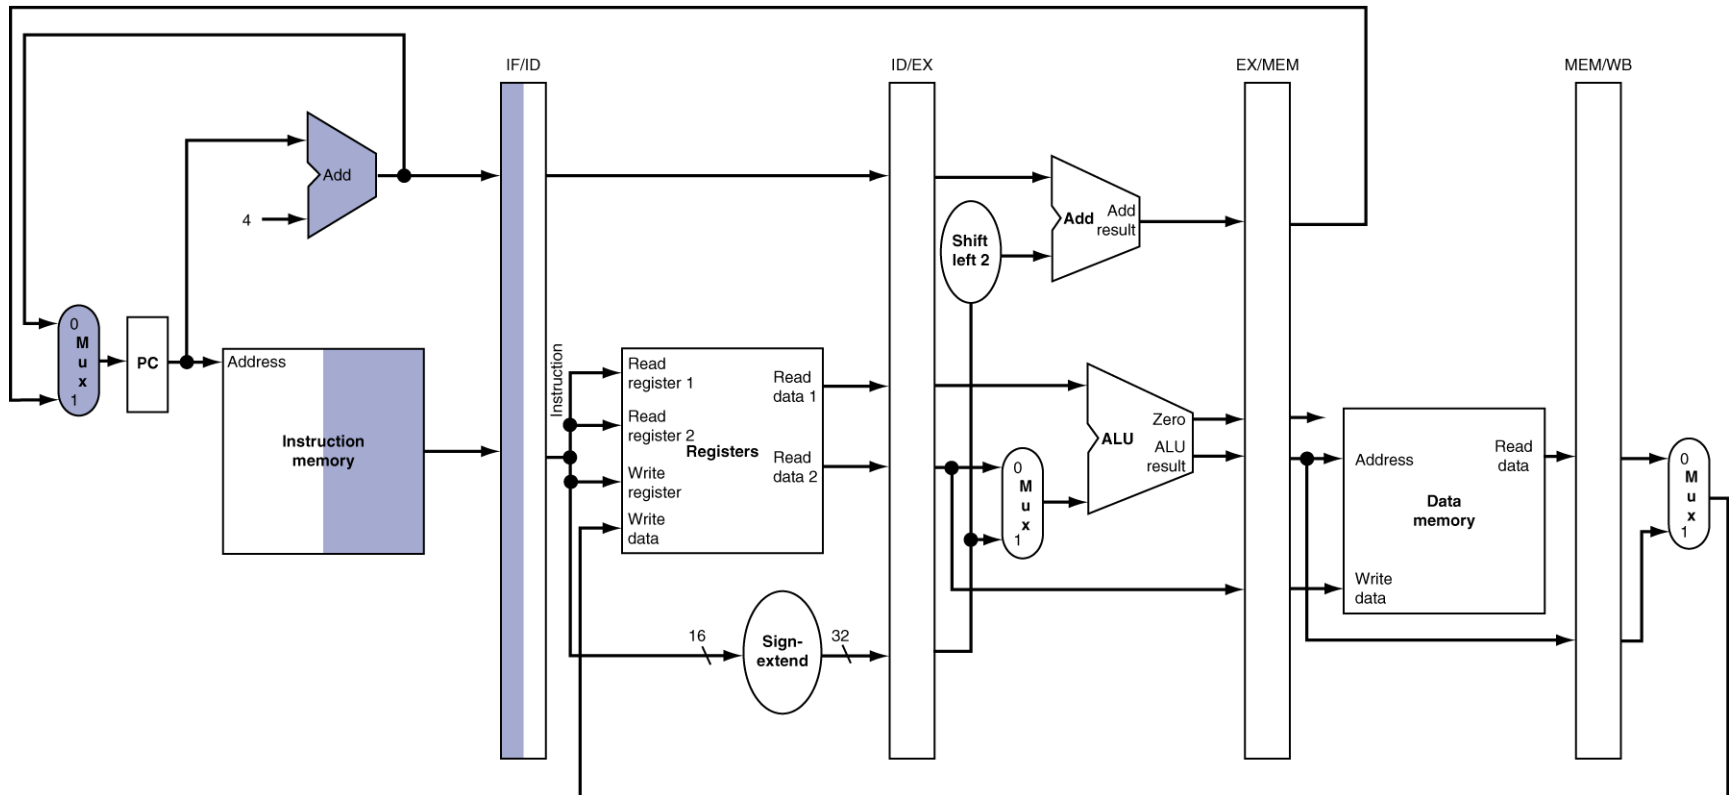 IF/ID
ID/EX
EX/MEM
MEM/WB
Add
4
Add
Add
result
Shift
left 2
0
M
u
x
1
PC
Address
Instruction
memory
Instruction
Read
register 1
Read
register 2
Write
register
Write
data
Registers
Read
data 1
Read
data 2
16
Sign-
extend
32
0
M
u
x
1
ALU
Zero
ALU
result
Address
Write
data
Data
memory
Read
data
0
M
u
x
1